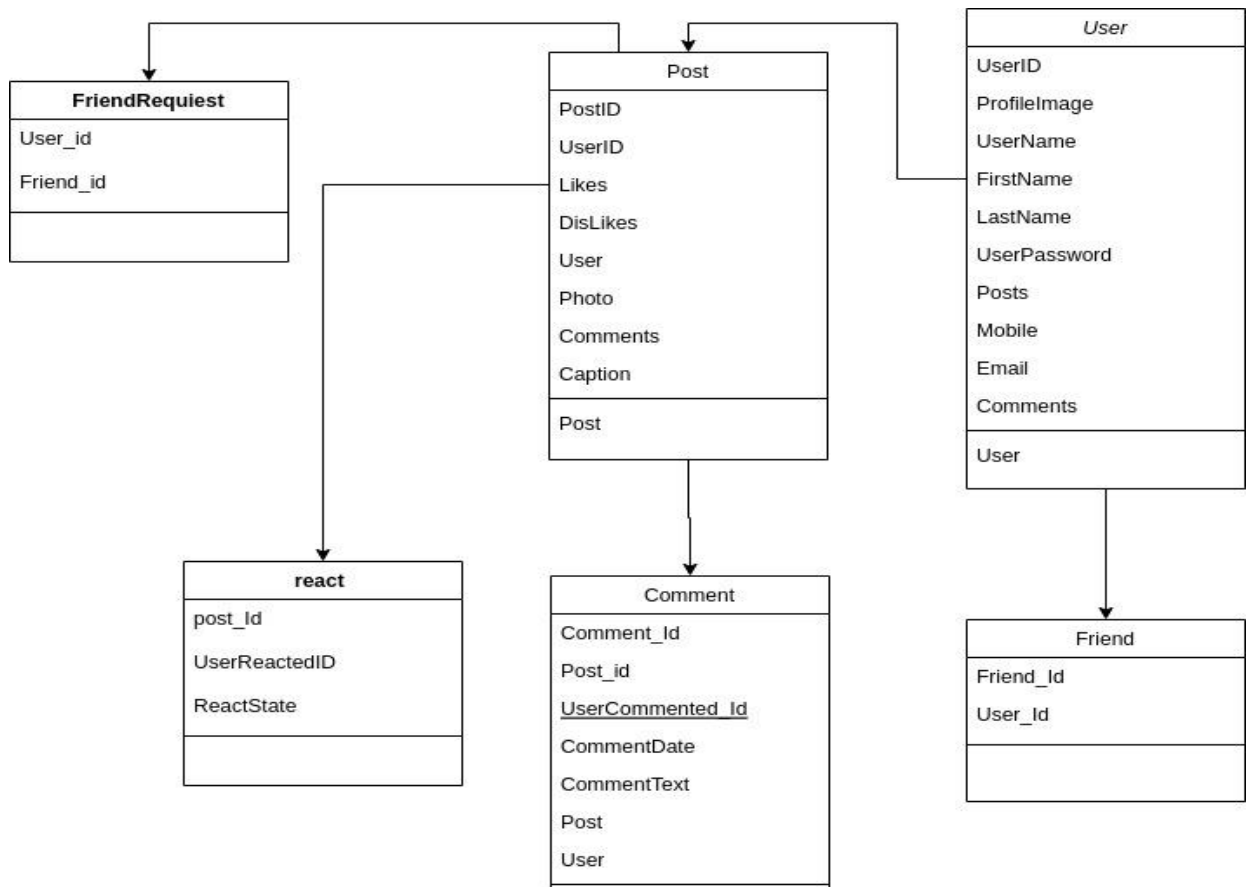 User
UserID
ProfileImage
UserName
FirstName
LastName
UserPassword
Posts
Mobile
Email
Comments
User
Post
PostID
UserID
Likes
DisLikes
User
Photo
Comments
Caption
Post
FriendRequiest
User_id
Friend_id
react
post_Id
UserReactedID
ReactState
Comment
Comment_Id
Post_id
UserCommented_Id
CommentDate
CommentText
Post
User
Friend
Friend_Id
User_Id